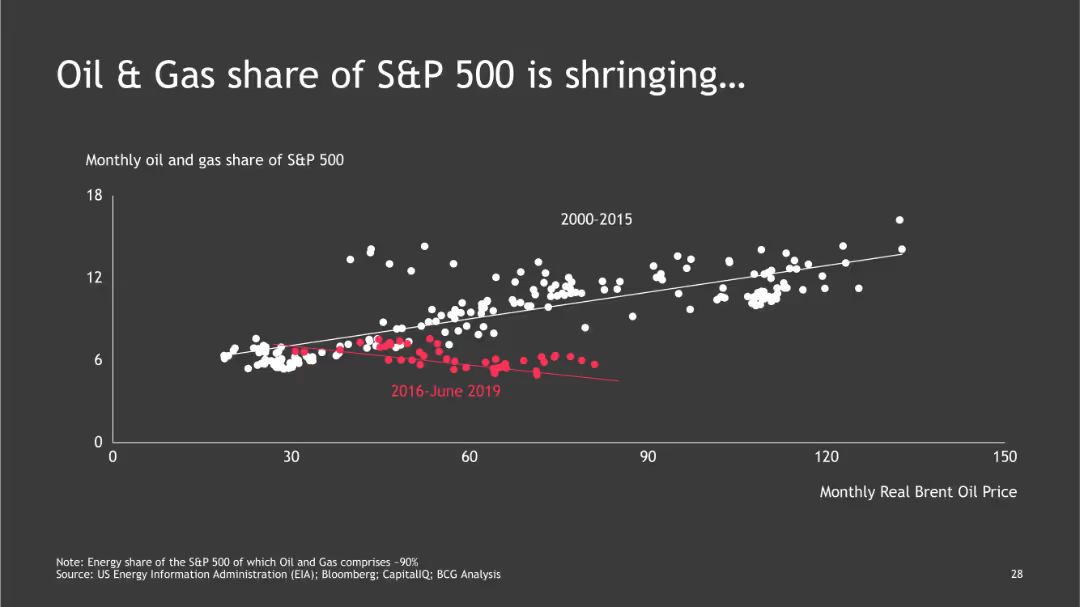 Oil & Gas share of S&P 500 is shringing…
Monthly oil and gas share of S&P 500
18
12
6
0
2000-2015
2016-June 2019
0
30
60
90
120
150
Monthly Real Brent Oil Price
Note: Energy share of the S&P 500 of which Oil and Gas comprises ~90%
Source: US Energy Information Administration (EIA); Bloomberg; CapitalIQ; BCG Analysis
28